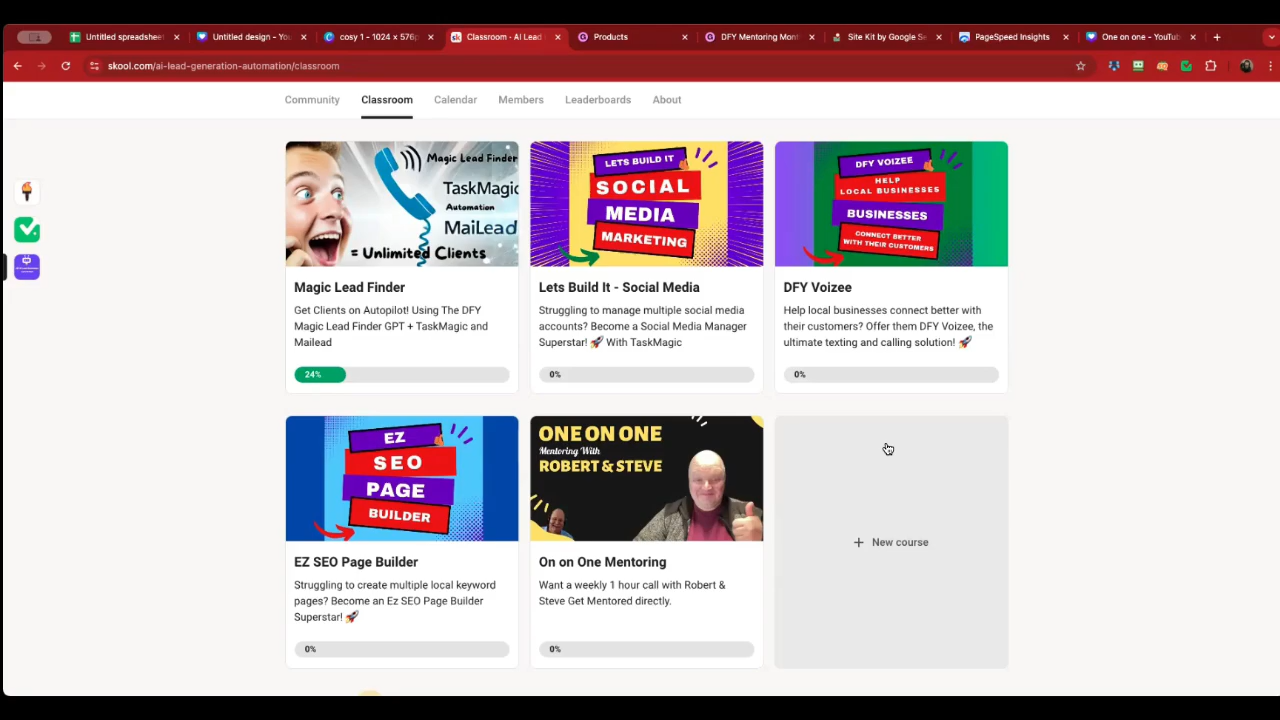 Untitled spreadsheet
Untitled design - You
cosy 1 - 1024 x 576p
Classroom - AI Lead
Products
DFY Mentoring Mont
Site Kit by Google Se
PageSpeed Insights
One on one - YouTub
skool.com/ai-lead-generation-automation/classroom
Community
Classroom
Calendar
Members
Leaderboards
About
Magic Lead Finder
TaskMagic
Automation
MaiLead
= Unlimited Clients
Magic Lead Finder
Get Clients on Autopilot! Using The DFY
Magic Lead Finder GPT + TaskMagic and
Mailead
24%
LETS BUILD IT
SOCIAL
MEDIA
MARKETING
Lets Build It - Social Media
Struggling to manage multiple social media
accounts? Become a Social Media Manager
Superstar! 🚀 With TaskMagic
0%
DFY VOIZEE
HELP
LOCAL BUSINESSES
BUSINESSES
CONNECT BETTER
WITH THEIR CUSTOMERS
DFY Voizee
Help local businesses connect better with
their customers? Offer them DFY Voizee, the
ultimate texting and calling solution! 🚀
0%
EZ
SEO
PAGE
BUILDER
EZ SEO Page Builder
Struggling to create multiple local keyword
pages? Become an Ez SEO Page Builder
Superstar! 🚀
0%
ONE ON ONE
Mentoring With
ROBERT & STEVE
On on One Mentoring
Want a weekly 1 hour call with Robert &
Steve Get Mentored directly.
0%
+ New course